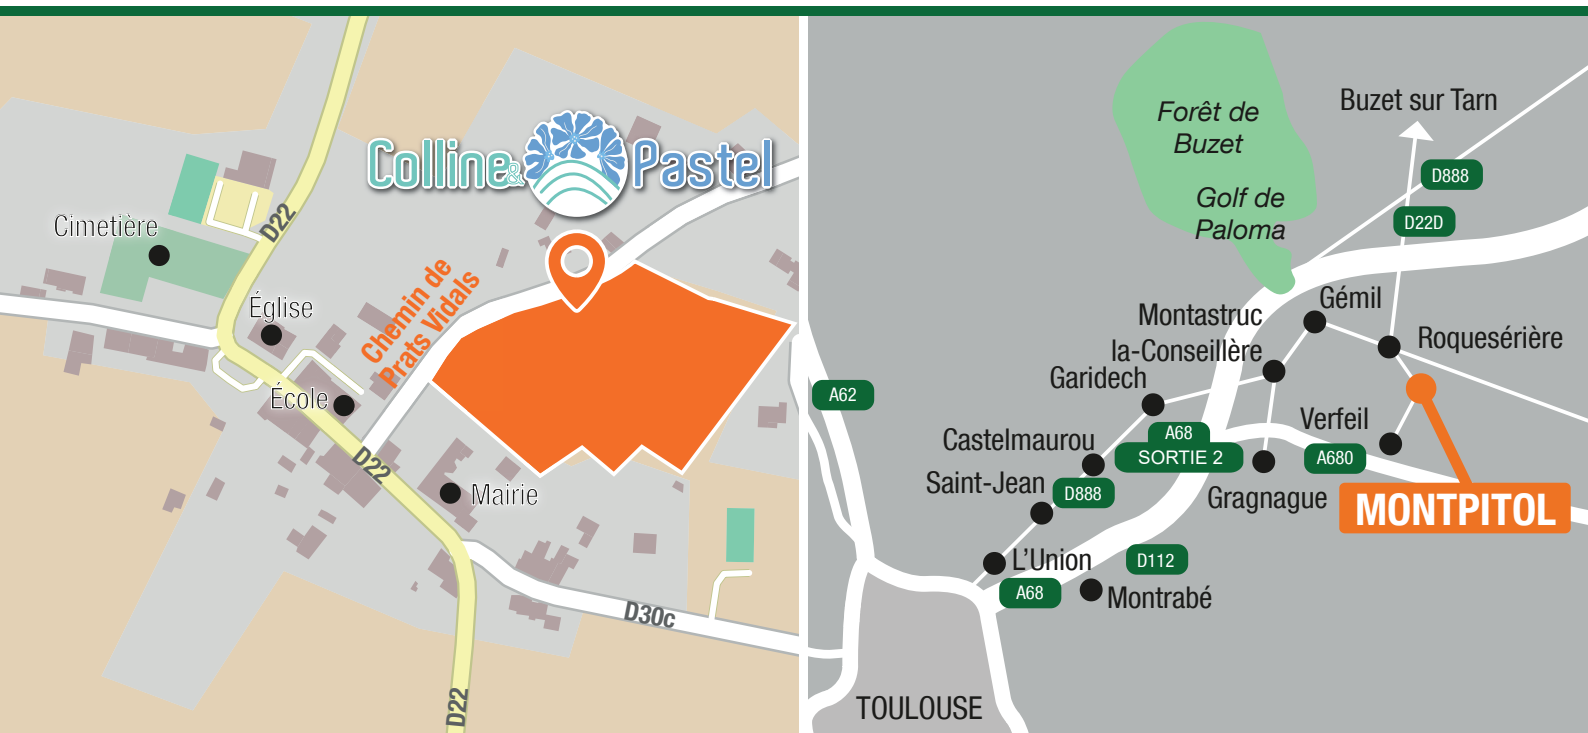 Colline & Pastel
Cimetière
D22
Église
Chemin de
Prats Vidals
École
D22
Mairie
D30c
D22
Forêt de
Buzet
Golf de
Paloma
Buzet sur Tarn
D888
D22D
Gémil
Montastruc
la-Conseillère
Roquesérière
Garidech
A62
Verfeil
Castelmaurou
A68
SORTIE 2
A680
Saint-Jean
D888
Gragnague
MONTPITOL
L'Union
D112
A68
Montrabé
TOULOUSE